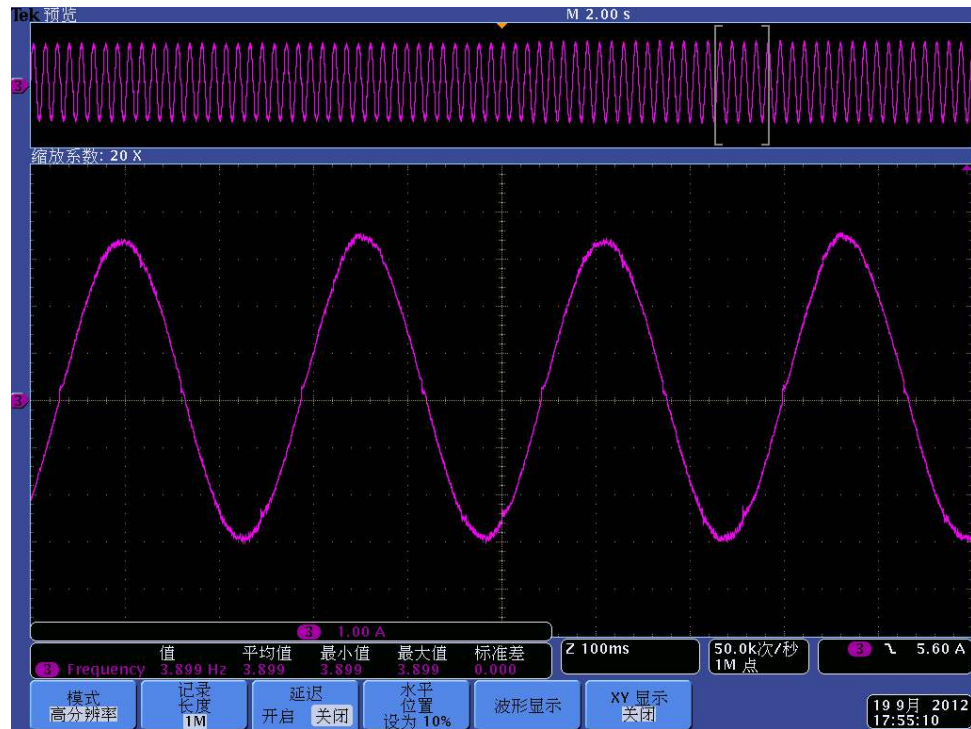 Tek 预览 M 2.00 s
3
缩放系数: 20 X
3
3 1.00 A
值 平均值 最小值 最大值 标准差
3 Frequency 3.899 Hz 3.899 3.899 3.899 0.000
Z 100ms
50.0k次/秒
1M 点
3 5.60 A
模式
高分辨率
记录
长度
1M
延迟
开启 关闭
水平
位置
设为 10%
波形显示
XY 显示
关闭
19 9月 2012
17:55:10